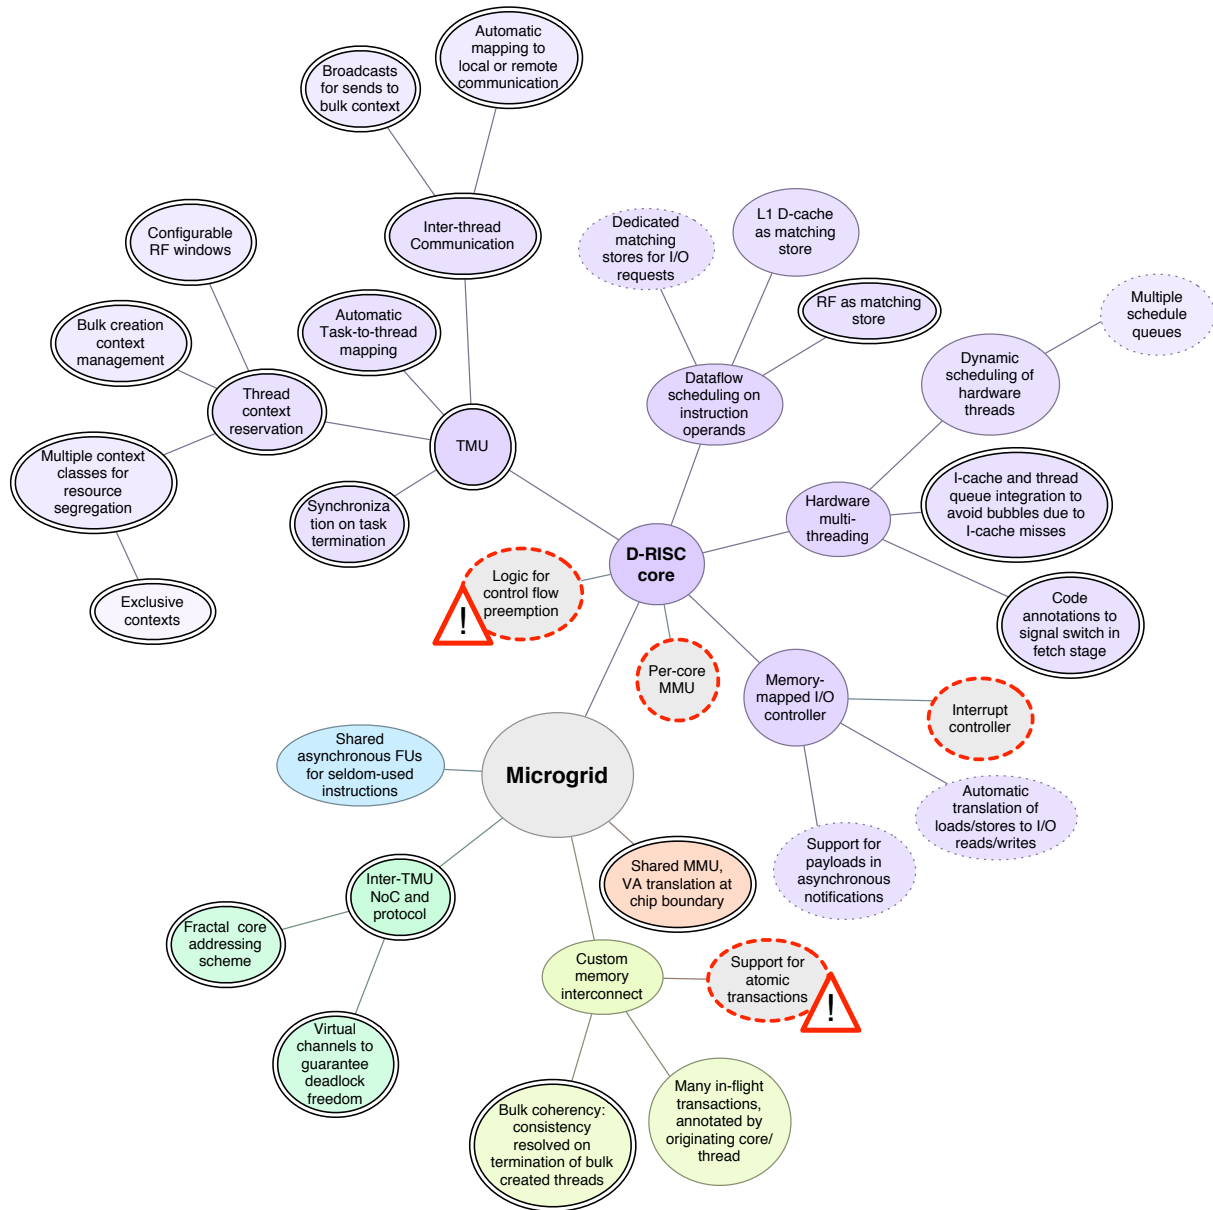 Automatic
mapping to
local or remote
communication
Broadcasts
for sends to
bulk context
Configurable
RF windows
Inter-thread
Communication
Dedicated
matching
stores for I/O
requests
L1 D-cache
as matching
store
RF as matching
store
Multiple
schedule
queues
Bulk creation
context
management
Automatic
Task-to-thread
mapping
Dynamic
scheduling of
hardware
threads
Thread
context
reservation
Dataflow
scheduling on
instruction
operands
TMU
Multiple context
classes for
resource
segregation
I-cache and thread
queue integration to
avoid bubbles due to
I-cache misses
Hardware
multi-
threading
Synchroniza
tion on task
termination
D-RISC
core
Logic for
control flow
preemption
!
Exclusive
contexts
Code
annotations to
signal switch in
fetch stage
Per-core
MMU
Memory-
mapped I/O
controller
Interrupt
controller
Shared
asynchronous FUs
for seldom-used
instructions
Microgrid
Automatic
translation of
loads/stores to I/O
reads/writes
Support for
payloads in
asynchronous
notifications
Shared MMU,
VA translation at
chip boundary
Inter-TMU
NoC and
protocol
Fractal  core
addressing
scheme
Custom
memory
interconnect
Support for
atomic
transactions
!
Virtual
channels to
guarantee
deadlock
freedom
Bulk coherency:
consistency
resolved on
termination of bulk
created threads
Many in-flight
transactions,
annotated by
originating core/
thread